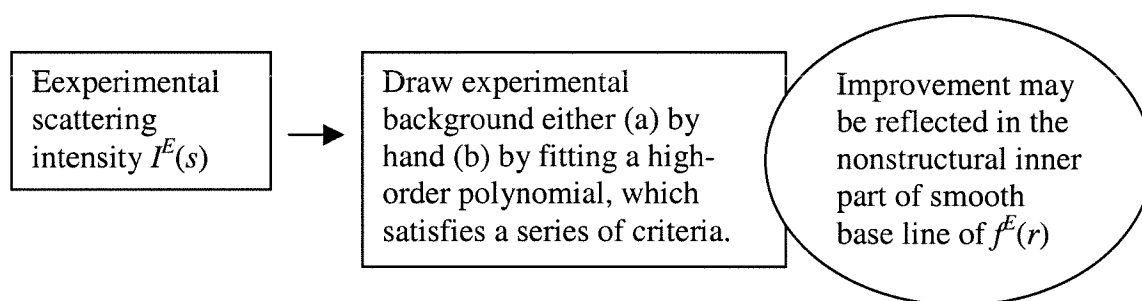 Eexperimental
scattering
intensity I^E(s)
Draw experimental
background either (a) by
hand (b) by fitting a high-
order polynomial, which
satisfies a series of criteria.
Improvement may
be reflected in the
nonstructural inner
part of smooth
base line of f^E(r)